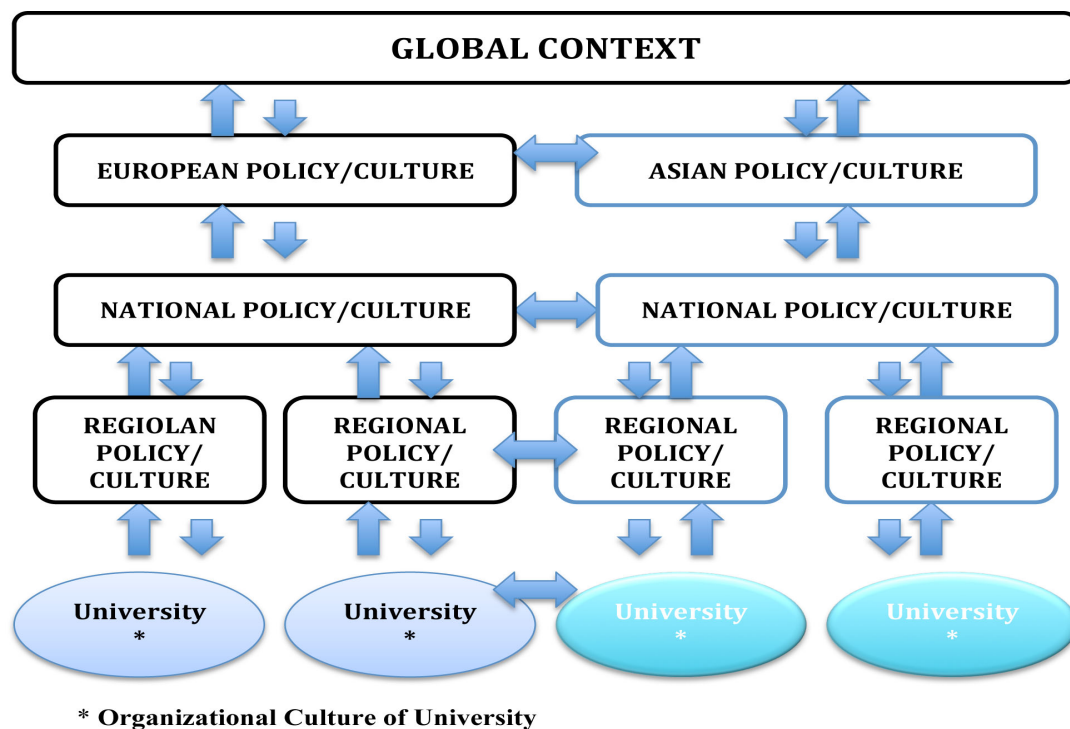 GLOBAL CONTEXT
EUROPEAN POLICY/CULTURE
ASIAN POLICY/CULTURE
NATIONAL POLICY/CULTURE
NATIONAL POLICY/CULTURE
REGIOLAN
POLICY/
CULTURE
REGIONAL
POLICY/
CULTURE
REGIONAL
POLICY/
CULTURE
REGIONAL
POLICY/
CULTURE
University
*
University
*
University
*
University
*
* Organizational Culture of University